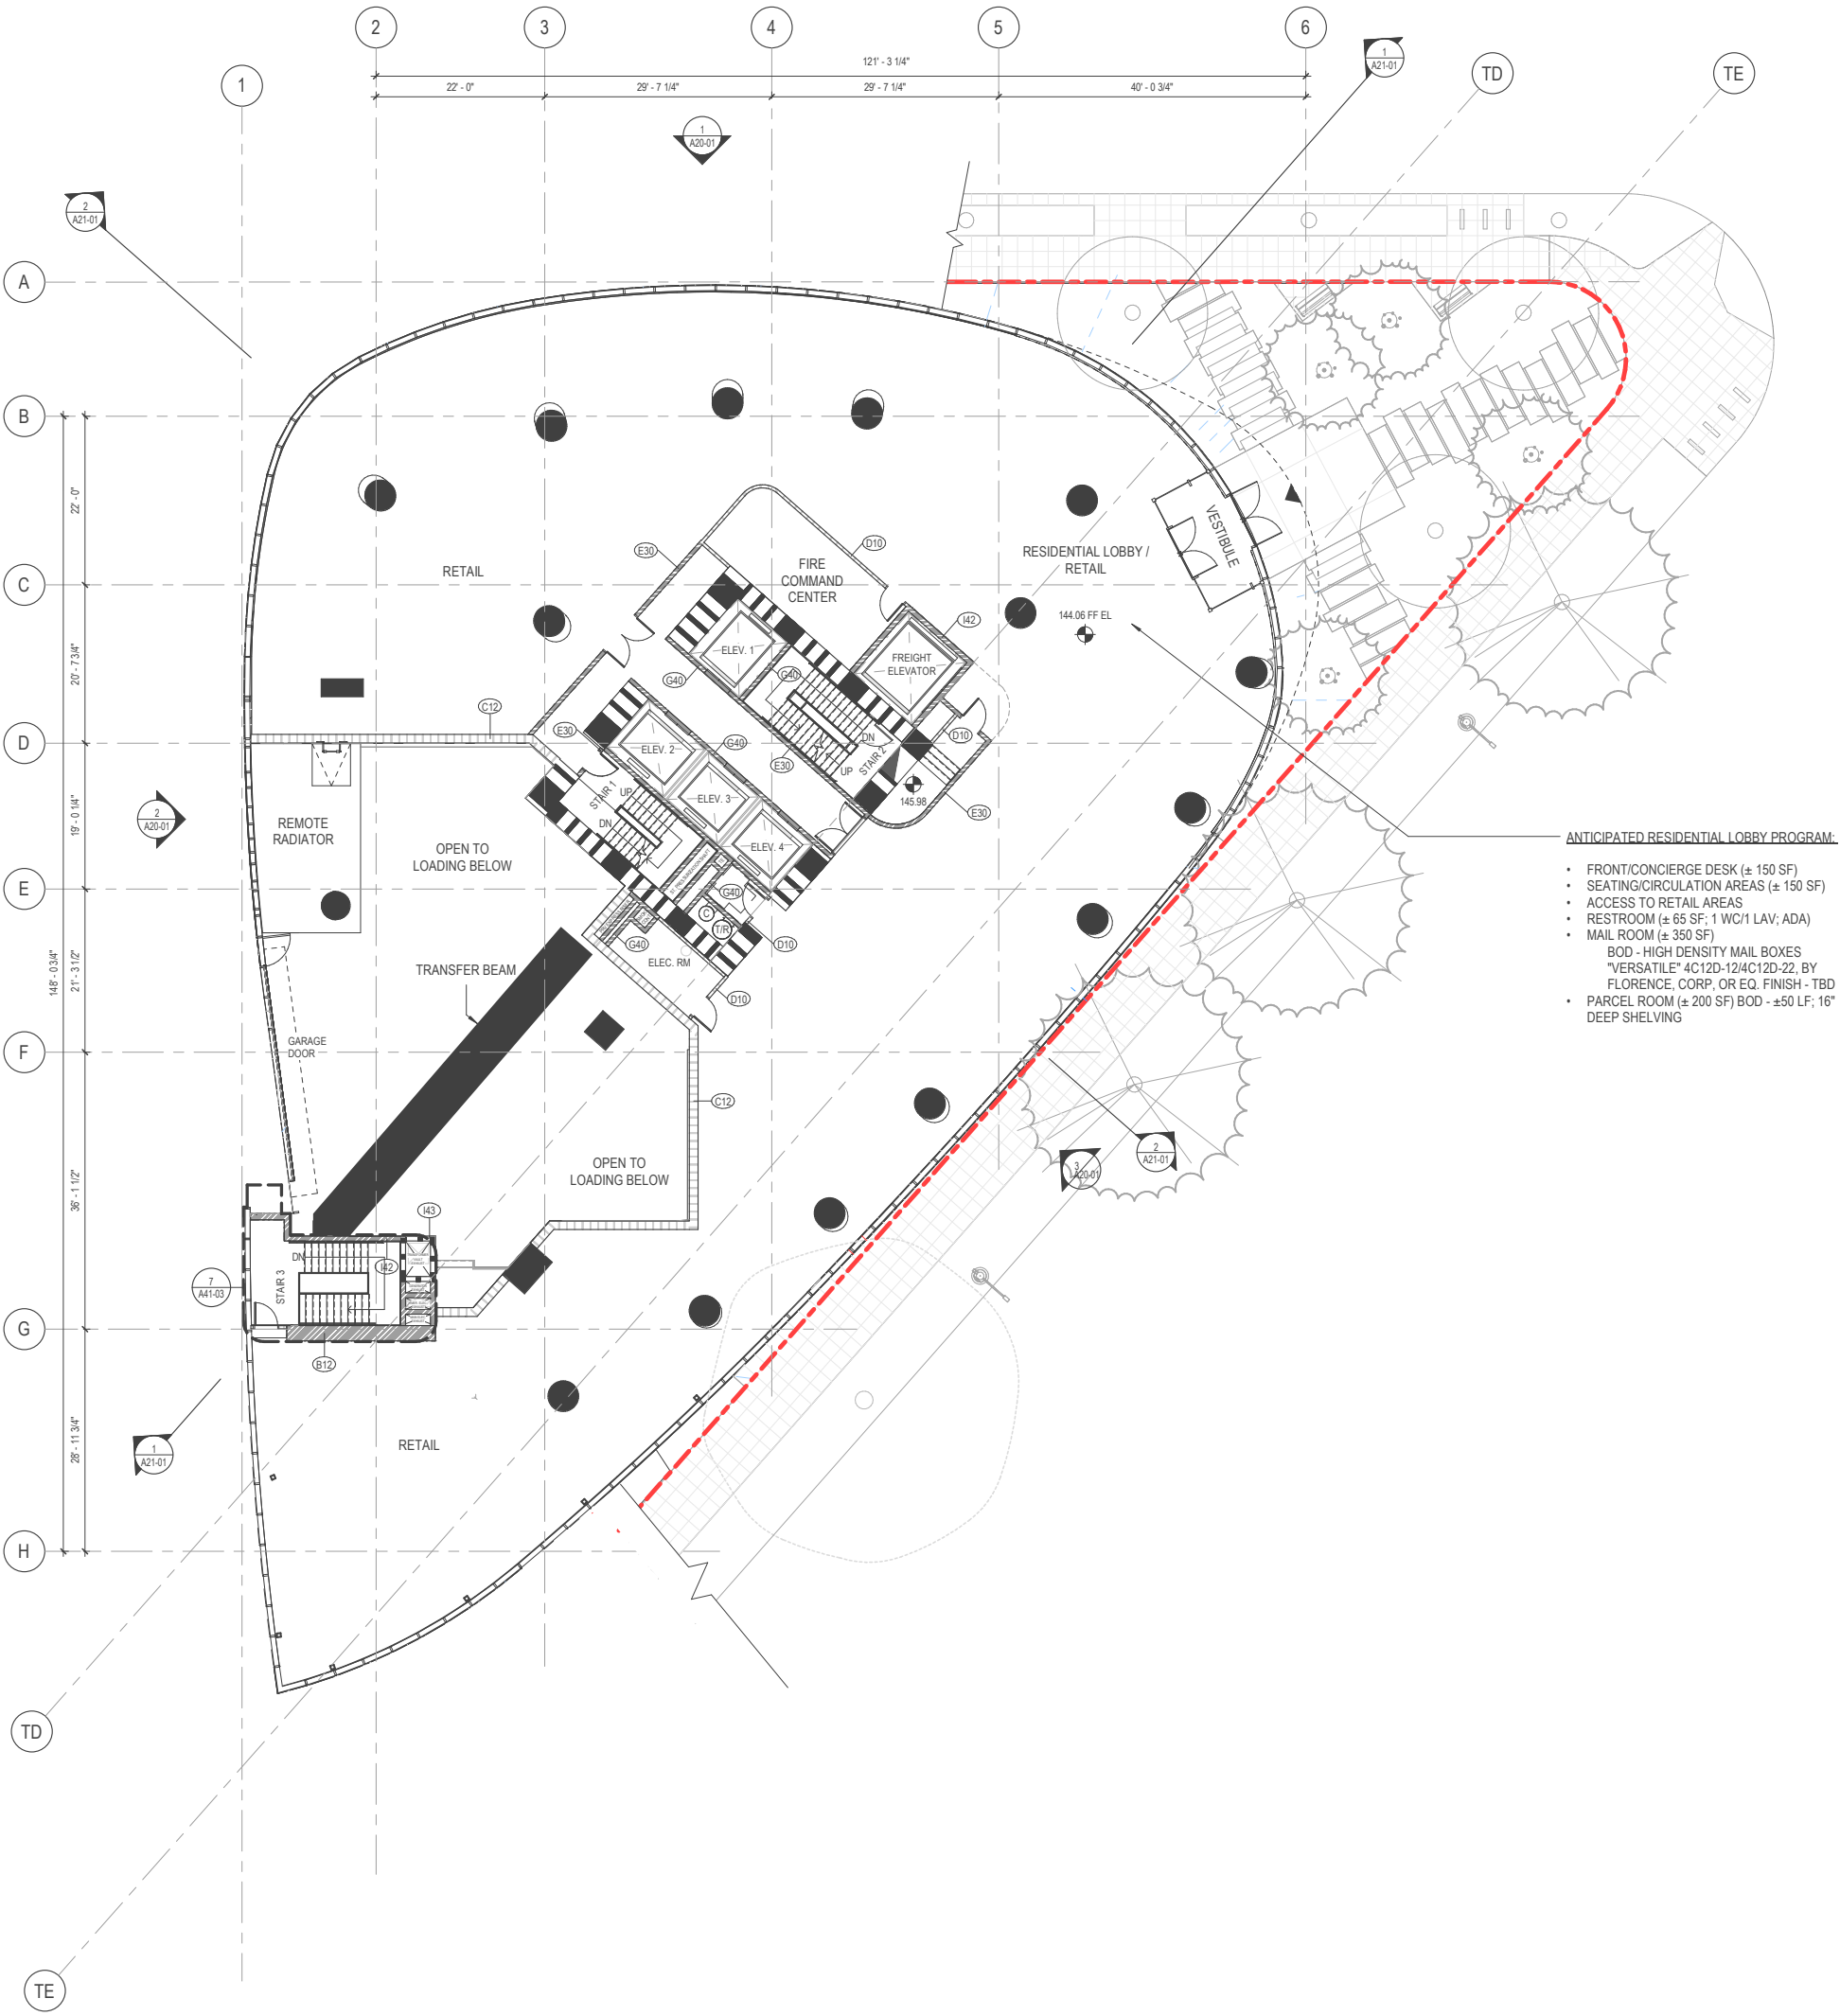 2
3
4
5
6
1
TD
TE
121' - 3 1/4"
22' - 0"
29' - 7 1/4"
29' - 7 1/4"
40' - 0 3/4"
1
A21-01
1
A20-01
2
A21-01
A
B
C
D
E
F
G
H
148' - 0 3/4"
22' - 0"
20' - 7 3/4"
19' - 0 1/4"
21' - 3 1/2"
36' - 1 1/2"
28' - 11 3/4"
RETAIL
E30
D10
FIRE
COMMAND
CENTER
RESIDENTIAL LOBBY /
RETAIL
VESTIBULE
144.06 FF EL
I42
FREIGHT
ELEVATOR
ELEV. 1
G40
G40
C12
E30
ELEV. 2
G40
E30
DN
UP
STAIR 2
D10
145.98
E30
STAIR 1
UP
DN
ELEV. 3
ELEV. 4
2
A20-01
REMOTE
RADIATOR
OPEN TO
LOADING BELOW
G40
C
T/R
G40
D10
ELEC. RM
D10
TRANSFER BEAM
GARAGE
DOOR
C12
OPEN TO
LOADING BELOW
ANTICIPATED RESIDENTIAL LOBBY PROGRAM:
• FRONT/CONCIERGE DESK (± 150 SF)
• SEATING/CIRCULATION AREAS (± 150 SF)
• ACCESS TO RETAIL AREAS
• RESTROOM (± 65 SF; 1 WC/1 LAV; ADA)
• MAIL ROOM (± 350 SF)
BOD - HIGH DENSITY MAIL BOXES
"VERSATILE" 4C12D-12/4C12D-22, BY
FLORENCE, CORP, OR EQ. FINISH - TBD
• PARCEL ROOM (± 200 SF) BOD - ±50 LF; 16"
DEEP SHELVING
2
A21-01
3
A20-01
I43
DN
I42
STAIR 3
7
A41-03
B12
1
A21-01
RETAIL
TD
TE